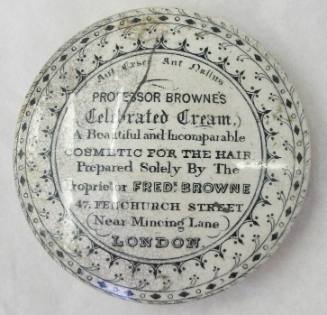 Aut Cesar Aut Nullus
PROFESSOR BROWNE'S
Celebrated Cream,
A Beautiful and Incomparable
COSMETIC FOR THE HAIR
Prepared Solely By The
Proprietor FREDK. BROWNE
47, FENCHURCH STREET
Near Mincing Lane
LONDON